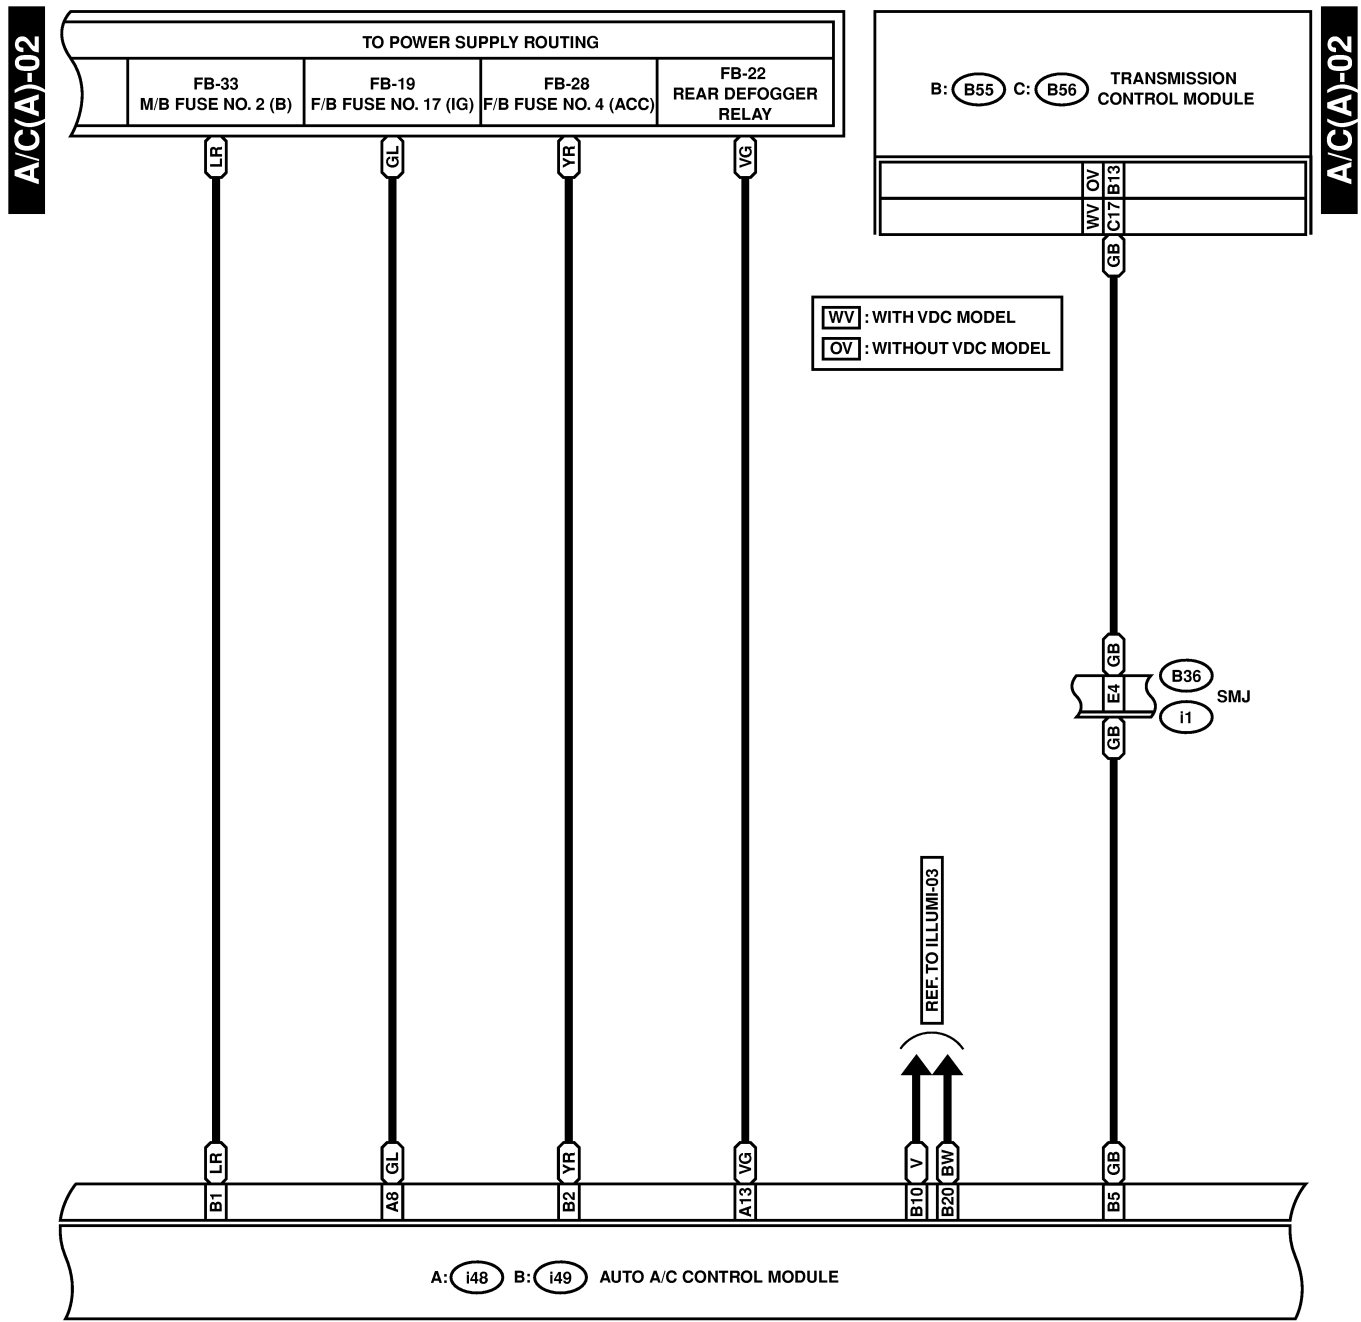 A/C(A)-02
A/C(A)-02
TO POWER SUPPLY ROUTING
FB-33
M/B FUSE NO. 2 (B)
FB-19
F/B FUSE NO. 17 (IG)
FB-28
F/B FUSE NO. 4 (ACC)
FB-22
REAR DEFOGGER
RELAY
B: B55 C: B56
TRANSMISSION
CONTROL MODULE
LR
GL
YR
VG
OV B13
WV C17
GB
WV : WITH VDC MODEL
OV : WITHOUT VDC MODEL
GB
E4
GB
B36
i1
SMJ
REF. TO ILLUMI-03
LR
GL
YR
VG
V
BW
GB
B1
A8
B2
A13
B10
B20
B5
A: i48 B: i49 AUTO A/C CONTROL MODULE